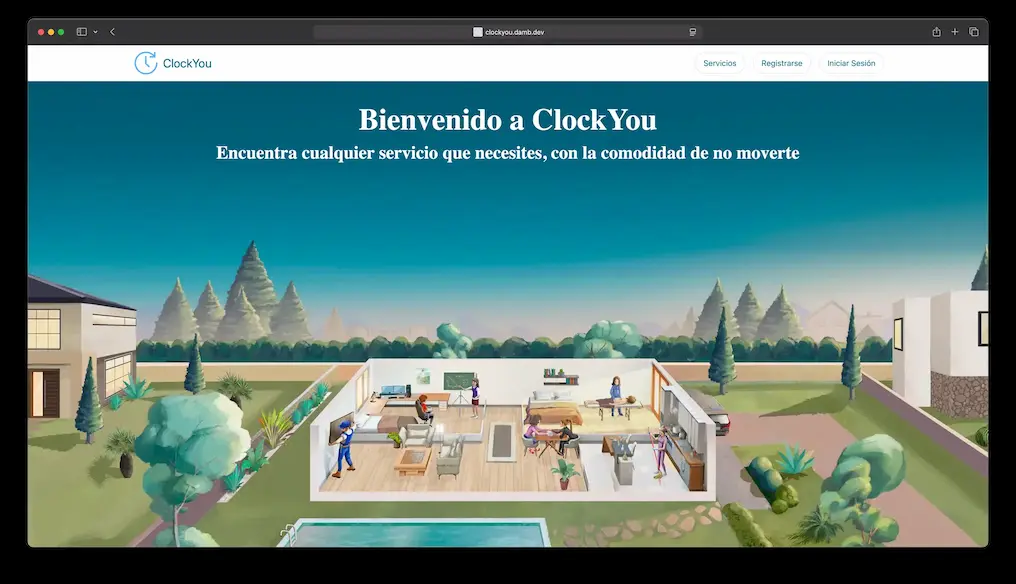 clockyou.damb.dev
ClockYou
Servicios
Registrarse
Iniciar Sesión
Bienvenido a ClockYou
Encuentra cualquier servicio que necesites, con la comodidad de no moverte